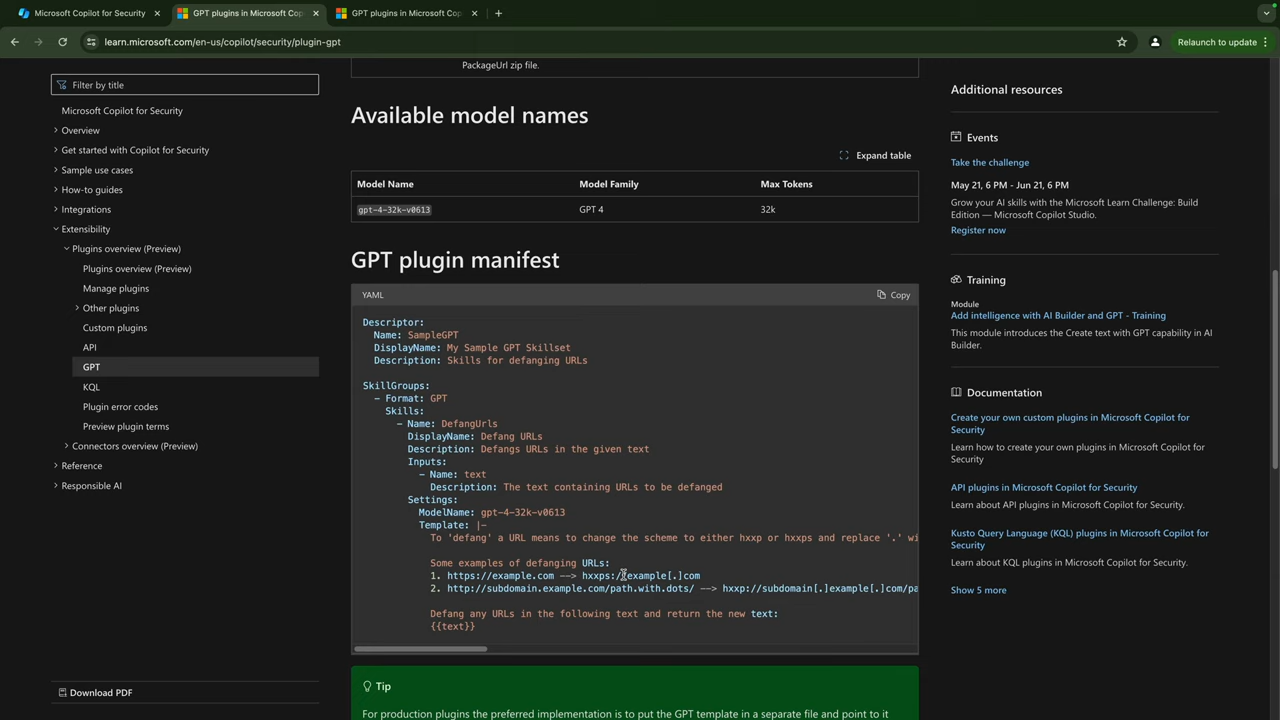 Microsoft Copilot for Security
GPT plugins in Microsoft Cop
GPT plugins in Microsoft Cop
learn.microsoft.com/en-us/copilot/security/plugin-gpt
Relaunch to update
Filter by title
Microsoft Copilot for Security
Overview
Get started with Copilot for Security
Sample use cases
How-to guides
Integrations
Extensibility
Plugins overview (Preview)
Plugins overview (Preview)
Manage plugins
Other plugins
Custom plugins
API
GPT
KQL
Plugin error codes
Preview plugin terms
Connectors overview (Preview)
Reference
Responsible AI
Download PDF
PackageUrl zip file.
Available model names
Expand table
Model Name Model Family Max Tokens
gpt-4-32k-v0613 GPT 4 32k
GPT plugin manifest
YAML Copy
Descriptor:
Name: SampleGPT
DisplayName: My Sample GPT Skillset
Description: Skills for defanging URLs
SkillGroups:
- Format: GPT
Skills:
- Name: DefangUrls
DisplayName: Defang URLs
Description: Defangs URLs in the given text
Inputs:
- Name: text
Description: The text containing URLs to be defanged
Settings:
ModelName: gpt-4-32k-v0613
Template: |-
To 'defang' a URL means to change the scheme to either hxxp or hxxps and replace '.' wi
Some examples of defanging URLs:
1. https://example.com --> hxxps://example[.]com
2. http://subdomain.example.com/path.with.dots/ --> hxxp://subdomain[.]example[.]com/pa
Defang any URLs in the following text and return the new text:
{{text}}
Tip
For production plugins the preferred implementation is to put the GPT template in a separate file and point to it
Additional resources
Events
Take the challenge
May 21, 6 PM - Jun 21, 6 PM
Grow your AI skills with the Microsoft Learn Challenge: Build
Edition — Microsoft Copilot Studio.
Register now
Training
Module
Add intelligence with AI Builder and GPT - Training
This module introduces the Create text with GPT capability in AI
Builder.
Documentation
Create your own custom plugins in Microsoft Copilot for
Security
Learn how to create your own plugins in Microsoft Copilot for
Security
API plugins in Microsoft Copilot for Security
Learn about API plugins in Microsoft Copilot for Security.
Kusto Query Language (KQL) plugins in Microsoft Copilot for
Security
Learn about KQL plugins in Microsoft Copilot for Security.
Show 5 more